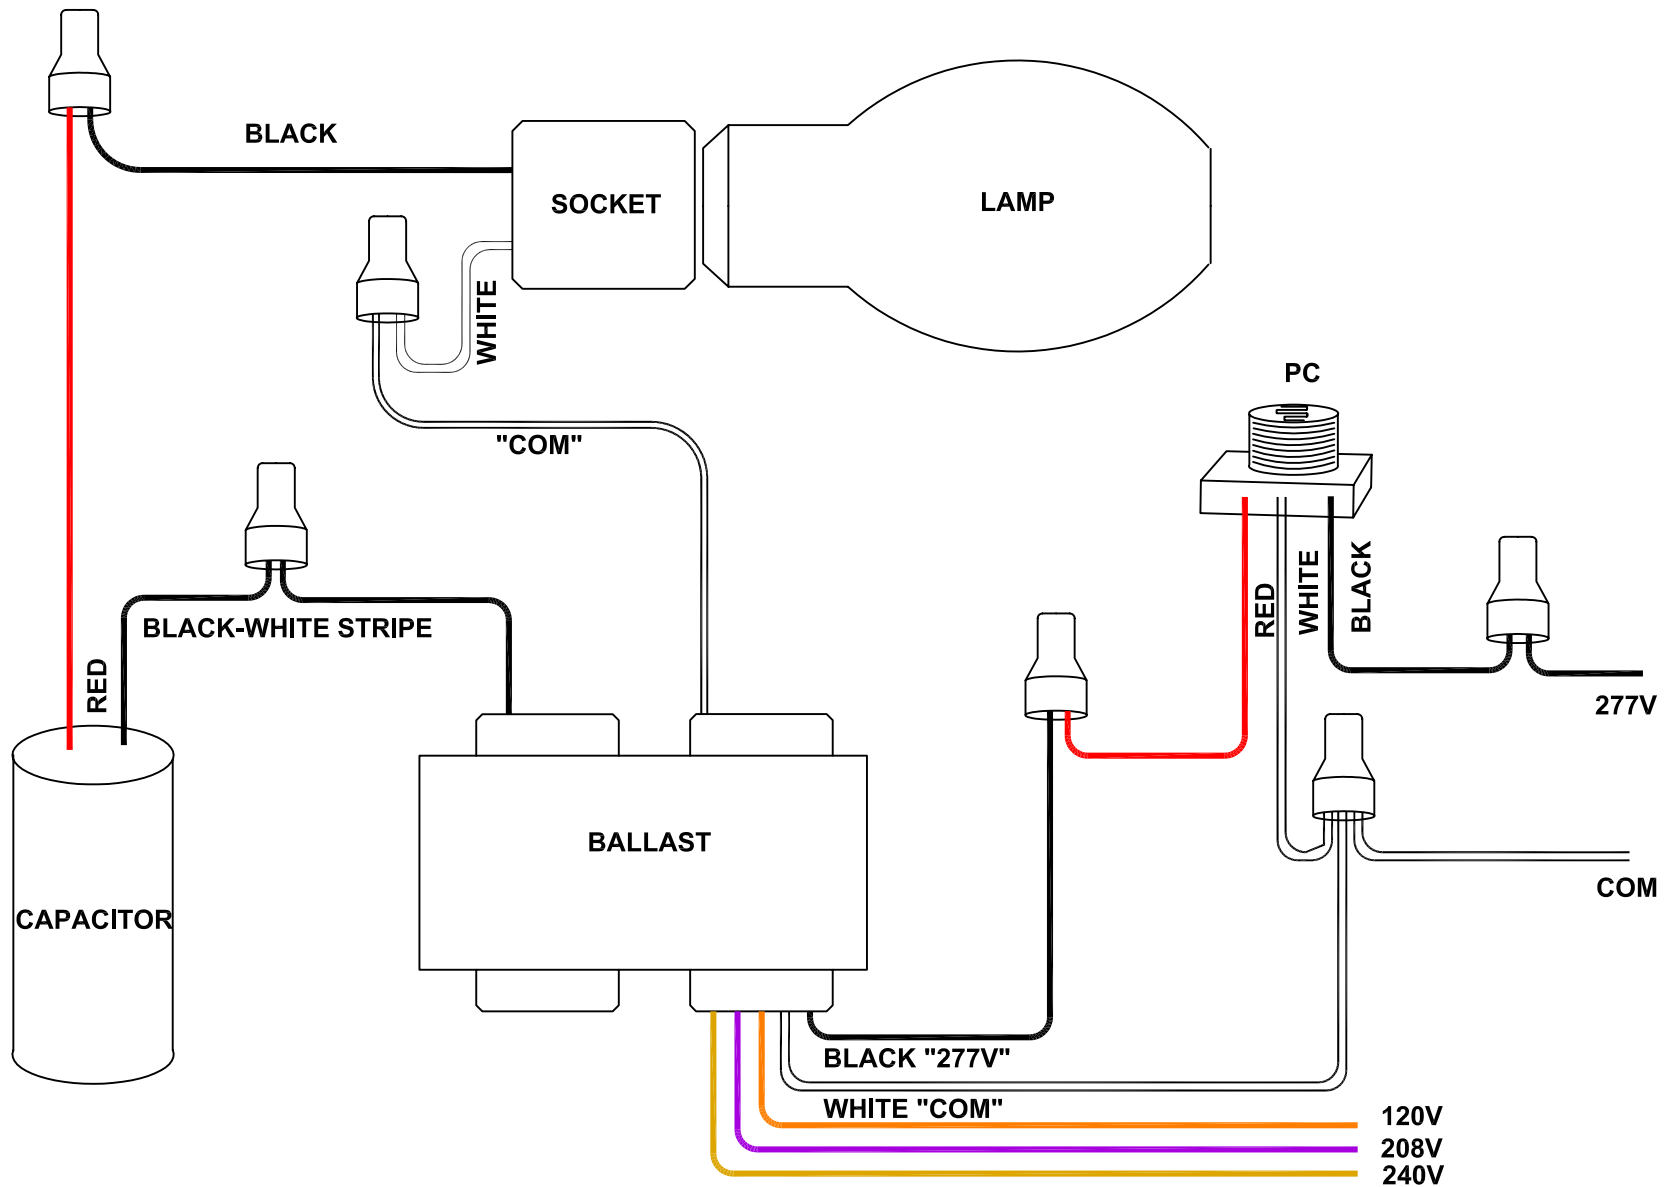 BLACK
SOCKET
LAMP
WHITE
PC
"COM"
RED
WHITE
BLACK
BLACK-WHITE STRIPE
RED
277V
BALLAST
COM
CAPACITOR
BLACK "277V"
WHITE "COM"
120V
208V
240V